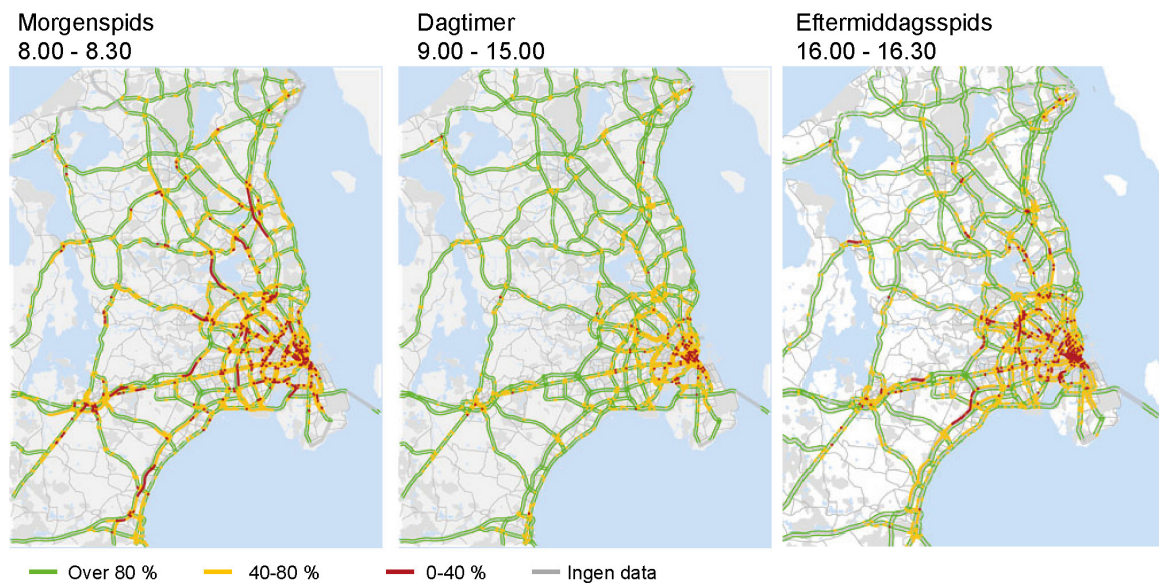 Morgenspids
8.00 - 8.30
Dagtimer
9.00 - 15.00
Eftermiddagsspids
16.00 - 16.30
Over 80 %
40-80 %
0-40 %
Ingen data